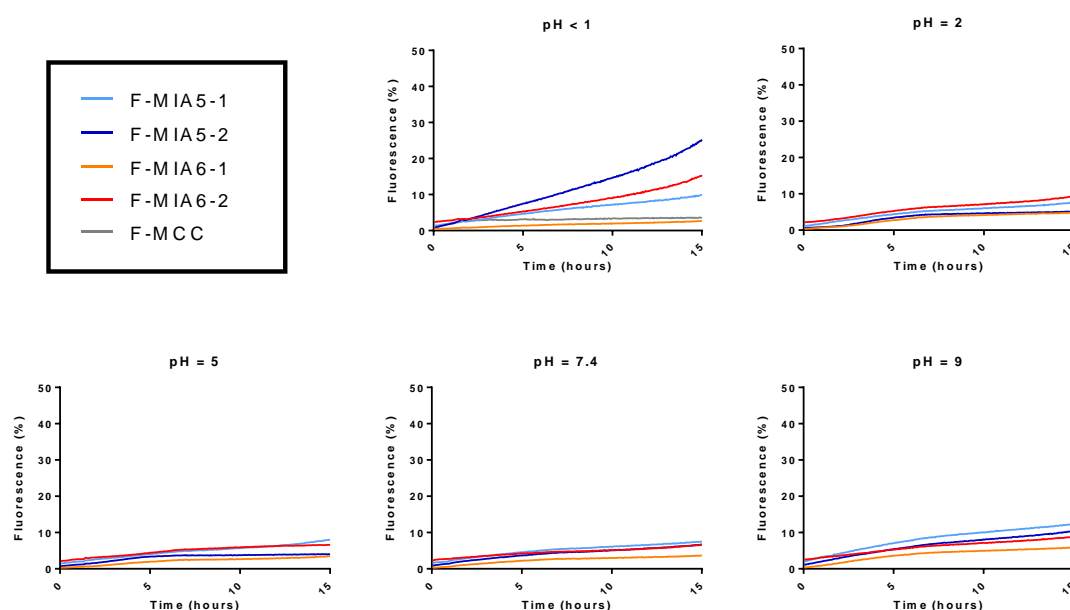 F-MIA5-1
F-MIA5-2
F-MIA6-1
F-MIA6-2
F-MCC
pH < 1
Fluorescence (%)
50
40
30
20
10
0
0 5 10 15
Time (hours)
pH = 2
Fluorescence (%)
50
40
30
20
10
0
0 5 10 15
Time (hours)
pH = 5
Fluorescence (%)
50
40
30
20
10
0
0 5 10 15
Time (hours)
pH = 7.4
Fluorescence (%)
50
40
30
20
10
0
0 5 10 15
Time (hours)
pH = 9
Fluorescence (%)
50
40
30
20
10
0
0 5 10 15
Time (hours)